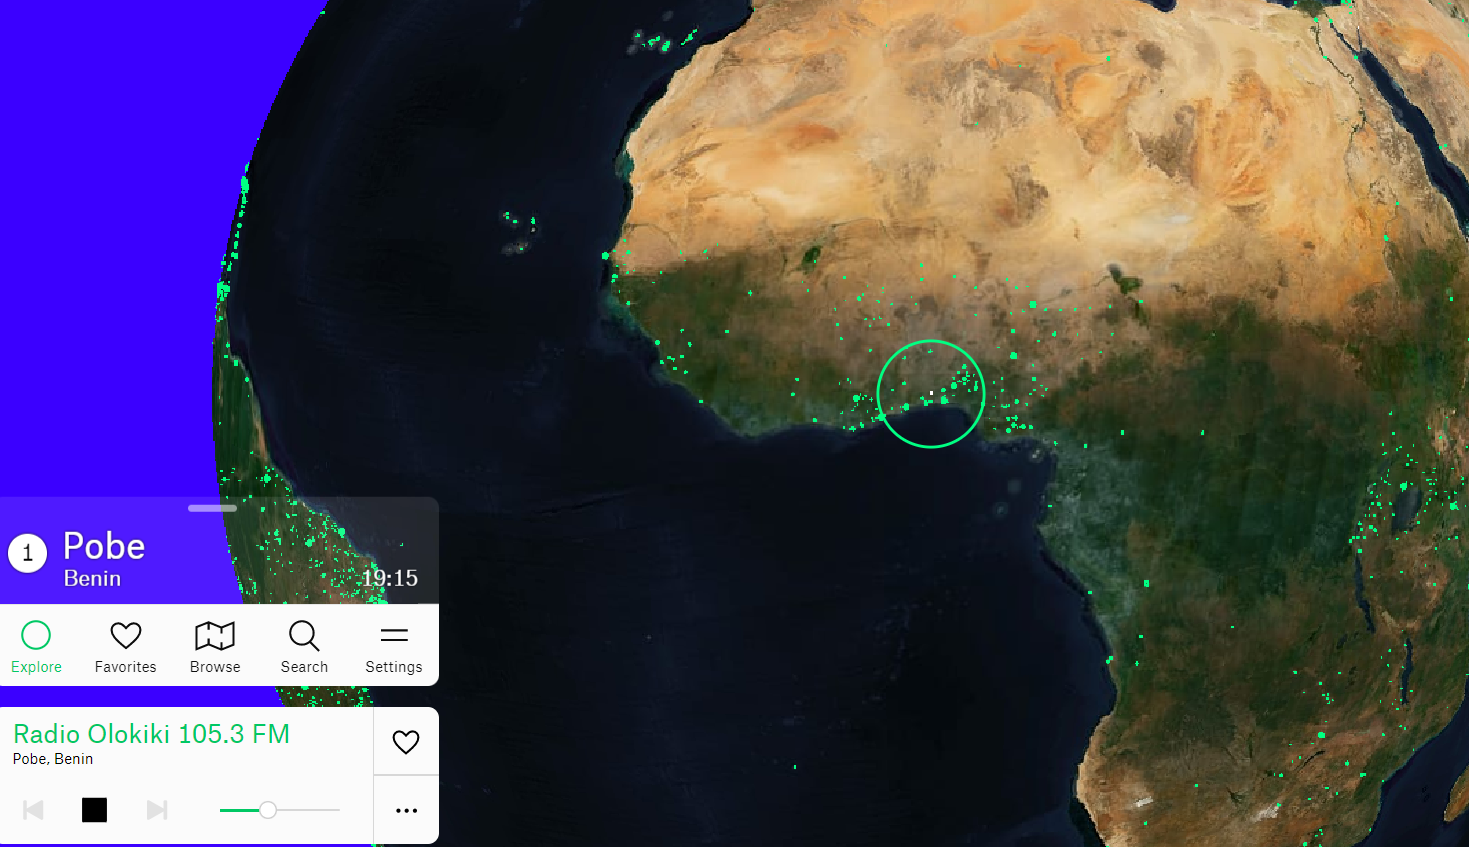 1
Pobe
Benin
19:15
Explore
Favorites
Browse
Search
Settings
Radio Olokiki 105.3 FM
Pobe, Benin